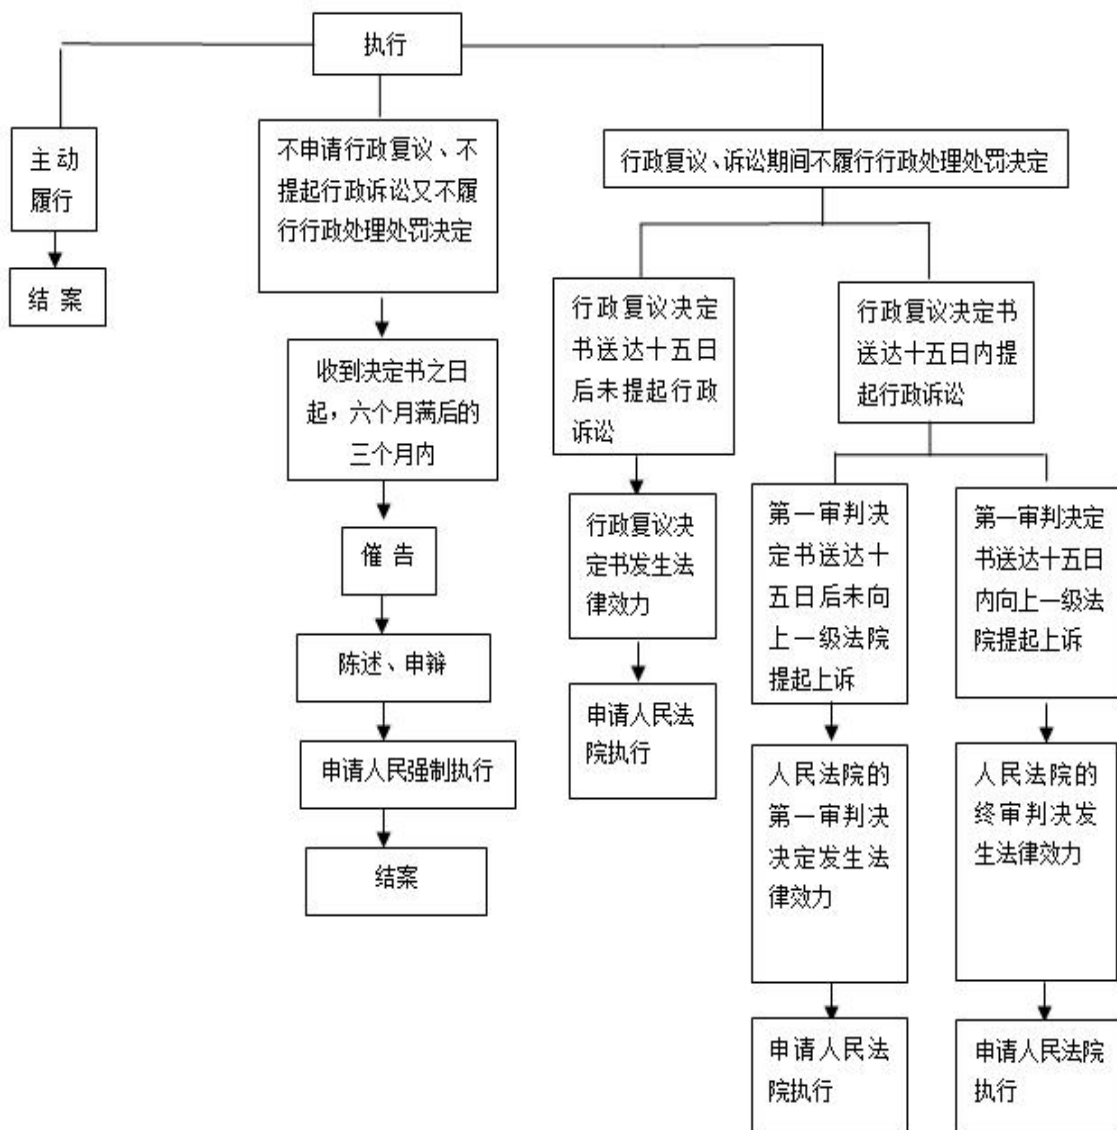 执行
主动
履行
结案
不申请行政复议、不
提起行政诉讼又不履
行行政处理处罚决定
收到决定书之日
起，六个月满后的
三个月内
催告
陈述、申辩
申请人民强制执行
结案
行政复议、诉讼期间不履行行政处理处罚决定
行政复议决定
书送达十五日
后未提起行政
诉讼
行政复议决
定书发生法
律效力
申请人民法
院执行
行政复议决定书
送达十五日内提
起行政诉讼
第一审判决
定书送达十
五日后未向
上一级法院
提起上诉
人民法院的
第一审判决
决定发生法
律效力
申请人民法
院执行
第一审判决定
书送达十五日
内向上一级法
院提起上诉
人民法院的
终审判决发
生法律效力
申请人民法院
执行